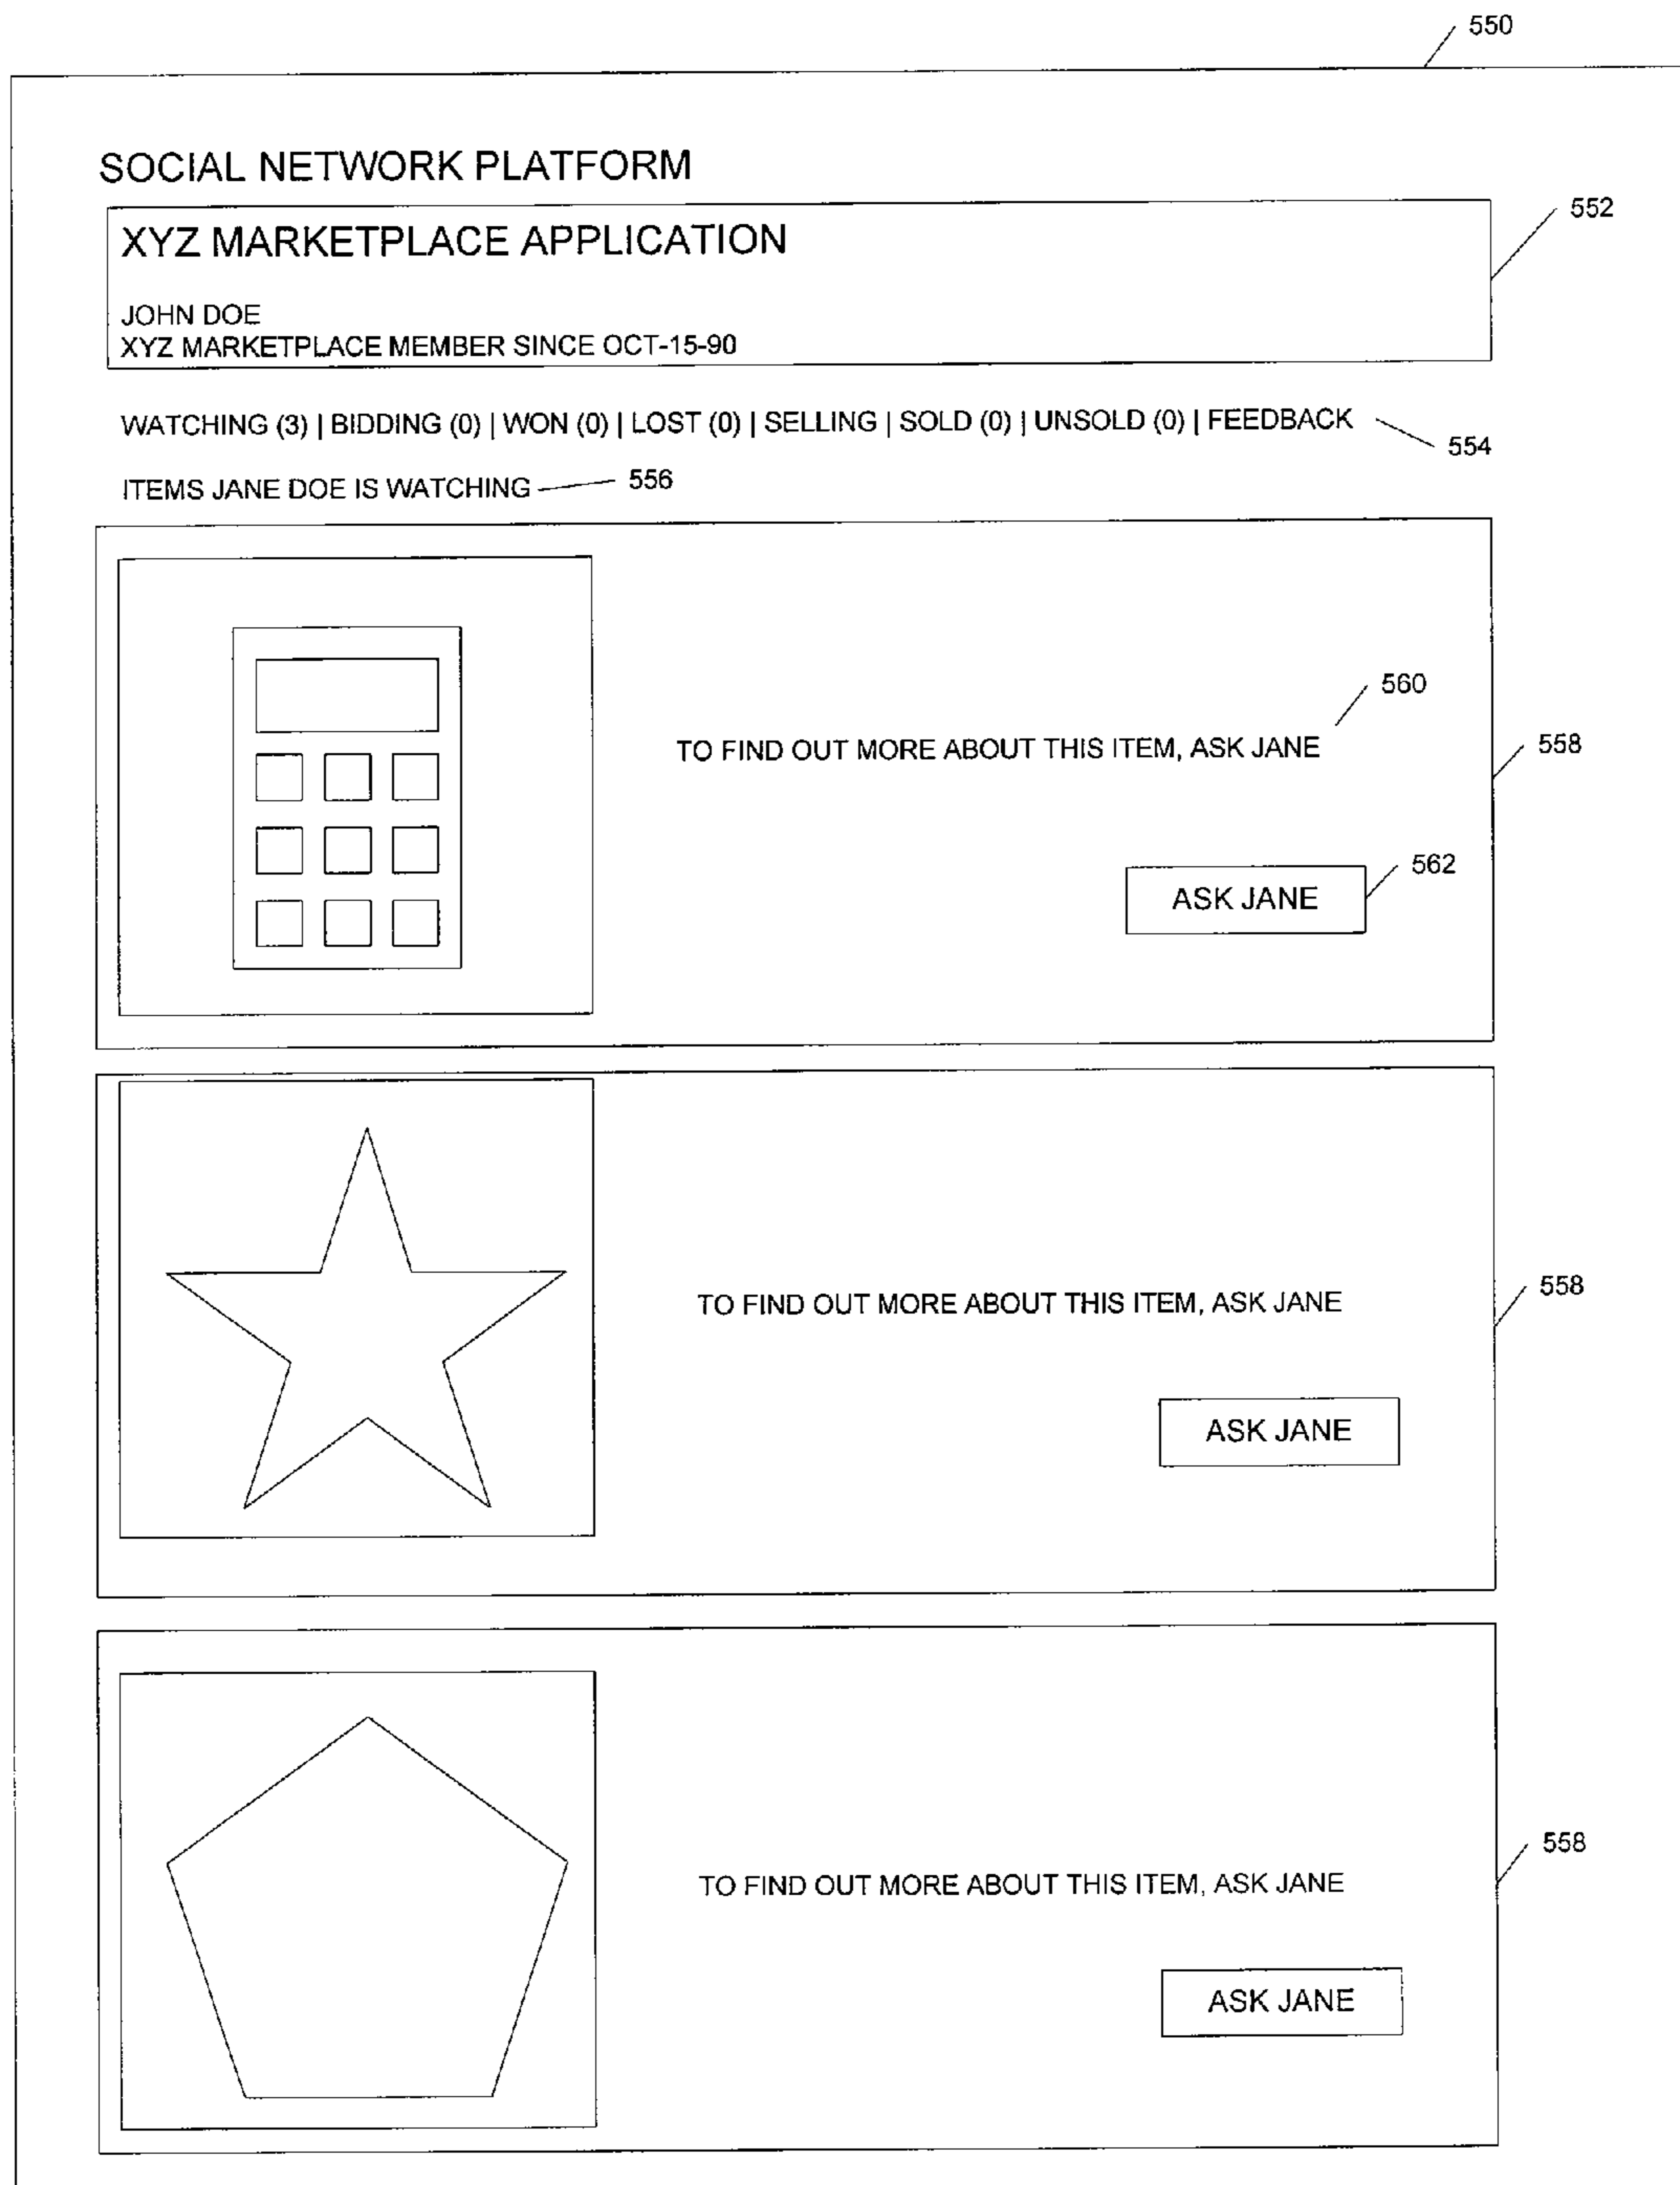 550
SOCIAL NETWORK PLATFORM
552
XYZ MARKETPLACE APPLICATION
JOHN DOE
XYZ MARKETPLACE MEMBER SINCE OCT-15-90
WATCHING (3) | BIDDING (0) | WON (0) | LOST (0) | SELLING | SOLD (0) | UNSOLD (0) | FEEDBACK
554
ITEMS JANE DOE IS WATCHING 556
560
TO FIND OUT MORE ABOUT THIS ITEM, ASK JANE
558
562
ASK JANE
558
TO FIND OUT MORE ABOUT THIS ITEM, ASK JANE
ASK JANE
558
TO FIND OUT MORE ABOUT THIS ITEM, ASK JANE
ASK JANE